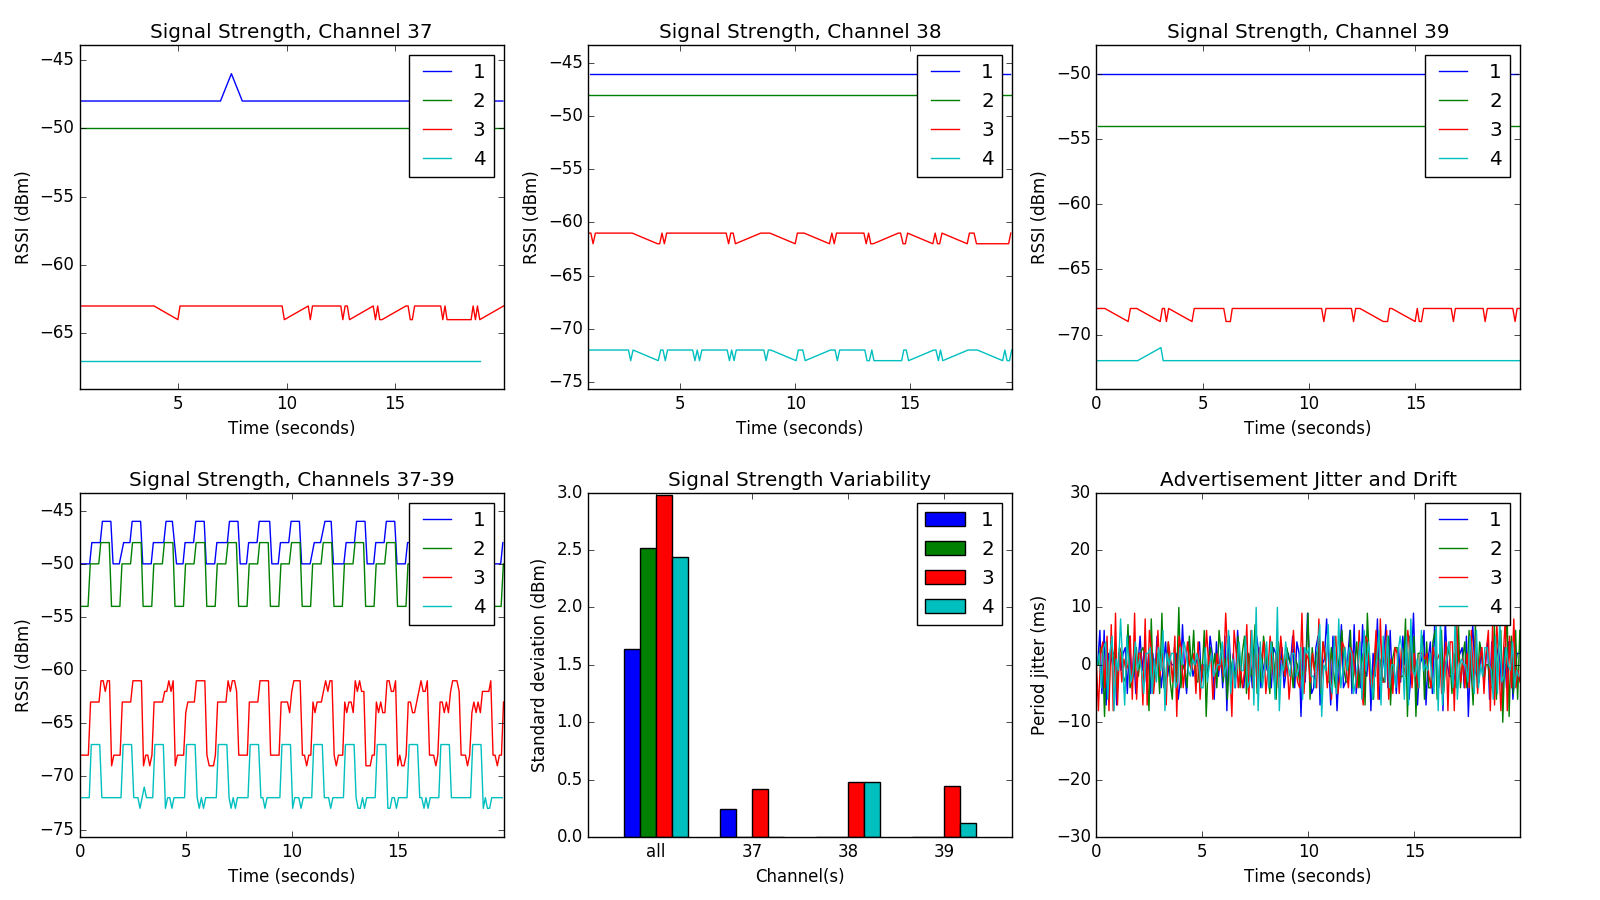 Signal Strength, Channel 37
RSSI (dBm)
−45
−50
−55
−60
−65
5 10 15
Time (seconds)
1
2
3
4
Signal Strength, Channel 38
RSSI (dBm)
−45
−50
−55
−60
−65
−70
−75
5 10 15
Time (seconds)
1
2
3
4
Signal Strength, Channel 39
RSSI (dBm)
−50
−55
−60
−65
−70
0 5 10 15
Time (seconds)
1
2
3
4
Signal Strength, Channels 37-39
RSSI (dBm)
−45
−50
−55
−60
−65
−70
−75
0 5 10 15
Time (seconds)
1
2
3
4
Signal Strength Variability
Standard deviation (dBm)
3.0
2.5
2.0
1.5
1.0
0.5
0.0
all 37 38 39
Channel(s)
1
2
3
4
Advertisement Jitter and Drift
Period jitter (ms)
30
20
10
0
−10
−20
−30
0 5 10 15
Time (seconds)
1
2
3
4